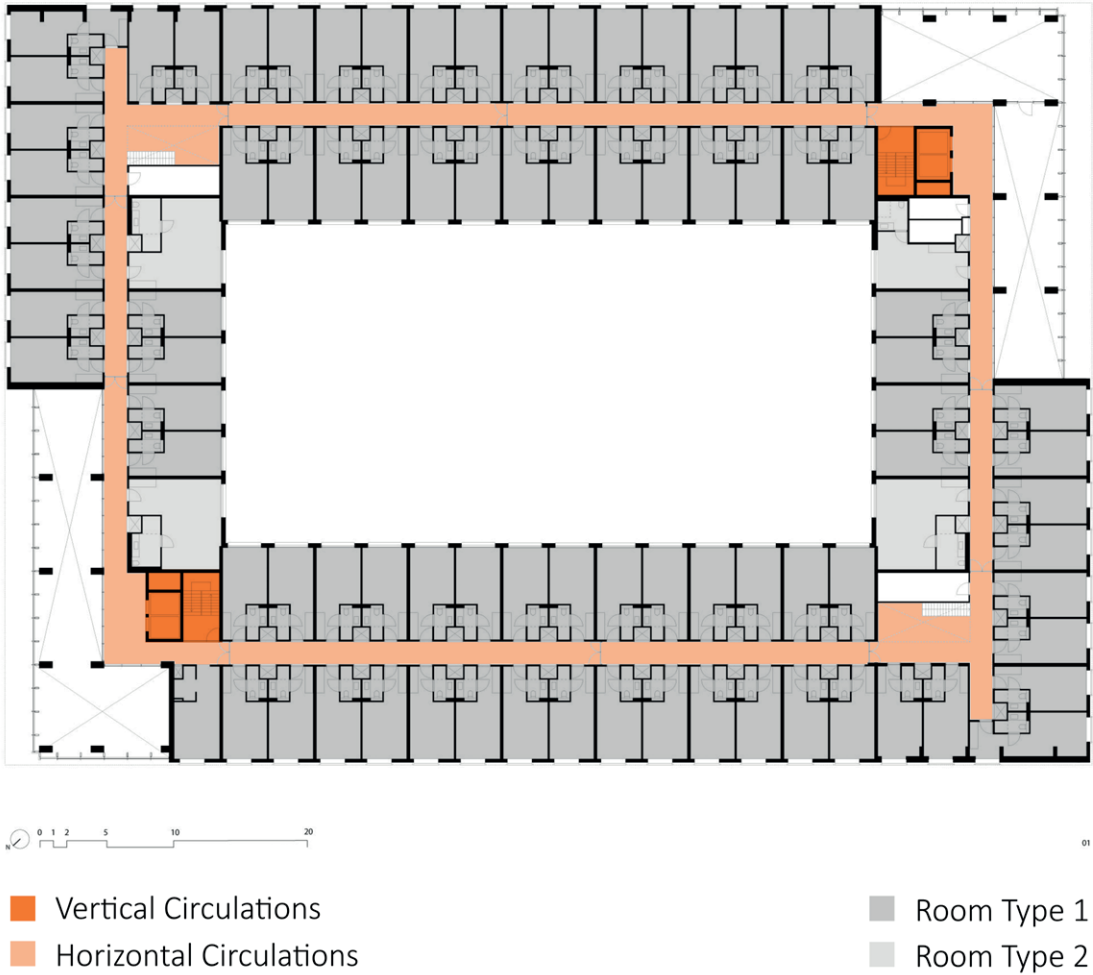 N 0 1 2 5 10 20
01
Vertical Circulations
Horizontal Circulations
Room Type 1
Room Type 2